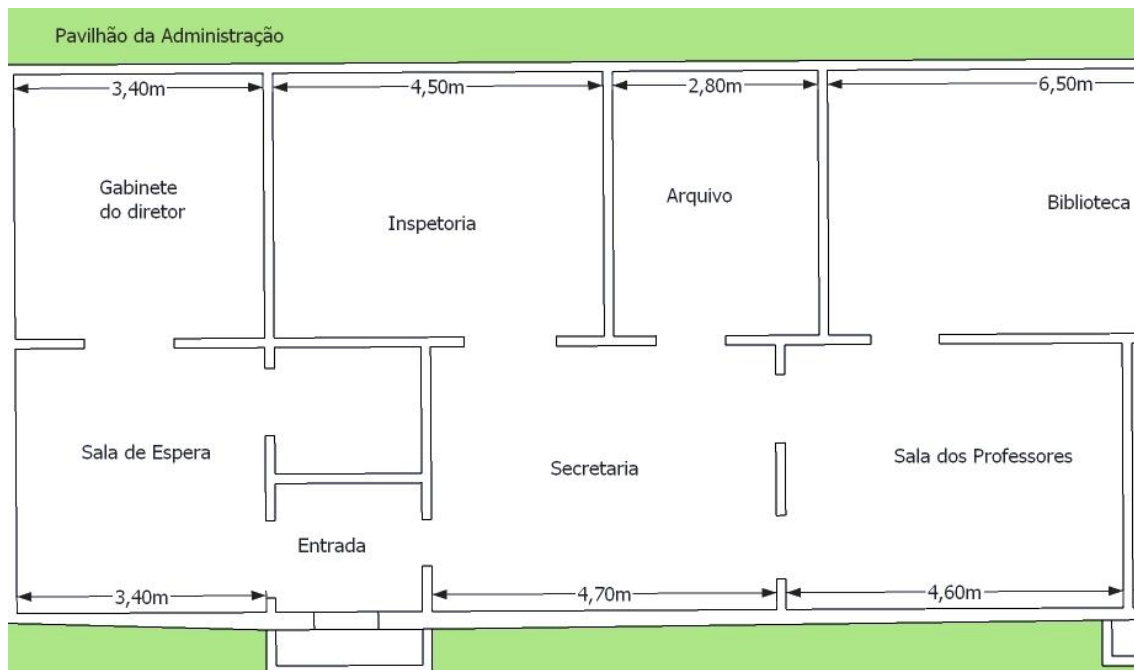 Pavilhão da Administração
3,40m
4,50m
2,80m
6,50m
Gabinete
do diretor
Inspetoria
Arquivo
Biblioteca
Sala de Espera
Secretaria
Sala dos Professores
Entrada
3,40m
4,70m
4,60m